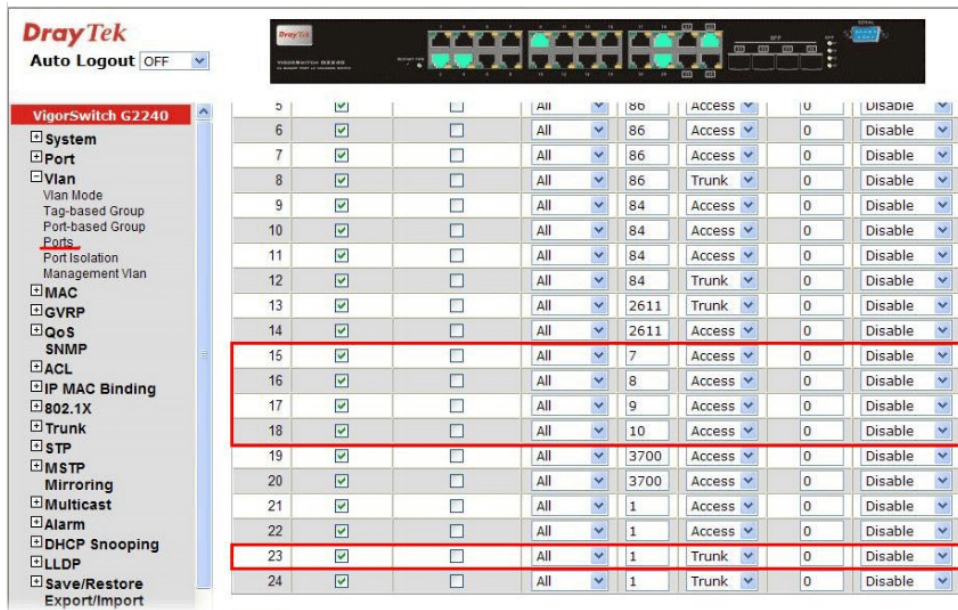 DrayTek
Auto Logout OFF
DrayTek
VIGORSWITCH G2240
SFP
SERIAL
VigorSwitch G2240
System
Port
Vlan
Vlan Mode
Tag-based Group
Port-based Group
Ports
Port Isolation
Management Vlan
MAC
GVRP
QoS
SNMP
ACL
IP MAC Binding
802.1X
Trunk
STP
MSTP
Mirroring
Multicast
Alarm
DHCP Snooping
LLDP
Save/Restore
Export/Import
5 All 86 Access 0 Disable
6 All 86 Access 0 Disable
7 All 86 Access 0 Disable
8 All 86 Trunk 0 Disable
9 All 84 Access 0 Disable
10 All 84 Access 0 Disable
11 All 84 Access 0 Disable
12 All 84 Trunk 0 Disable
13 All 2611 Trunk 0 Disable
14 All 2611 Access 0 Disable
15 All 7 Access 0 Disable
16 All 8 Access 0 Disable
17 All 9 Access 0 Disable
18 All 10 Access 0 Disable
19 All 3700 Access 0 Disable
20 All 3700 Access 0 Disable
21 All 1 Access 0 Disable
22 All 1 Access 0 Disable
23 All 1 Trunk 0 Disable
24 All 1 Trunk 0 Disable